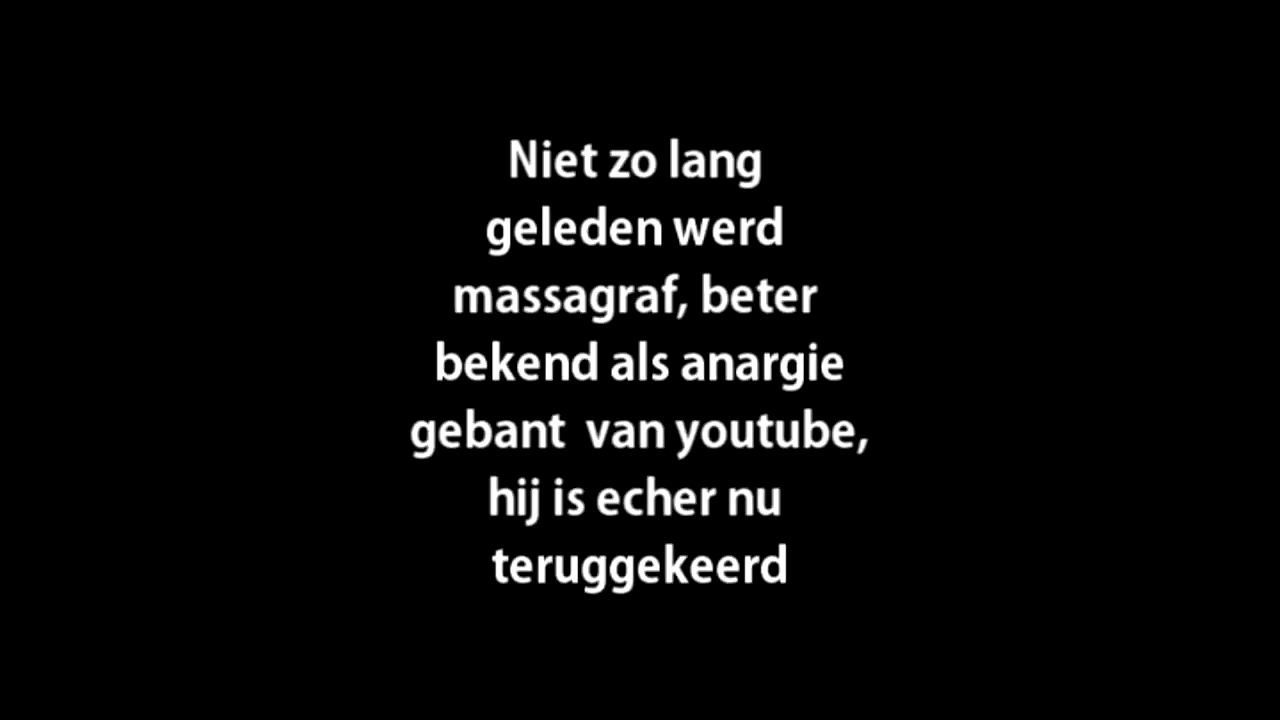 Niet zo lang
geleden werd
massagraf, beter
bekend als anargie
gebant  van youtube,
hij is echer nu
teruggekeerd